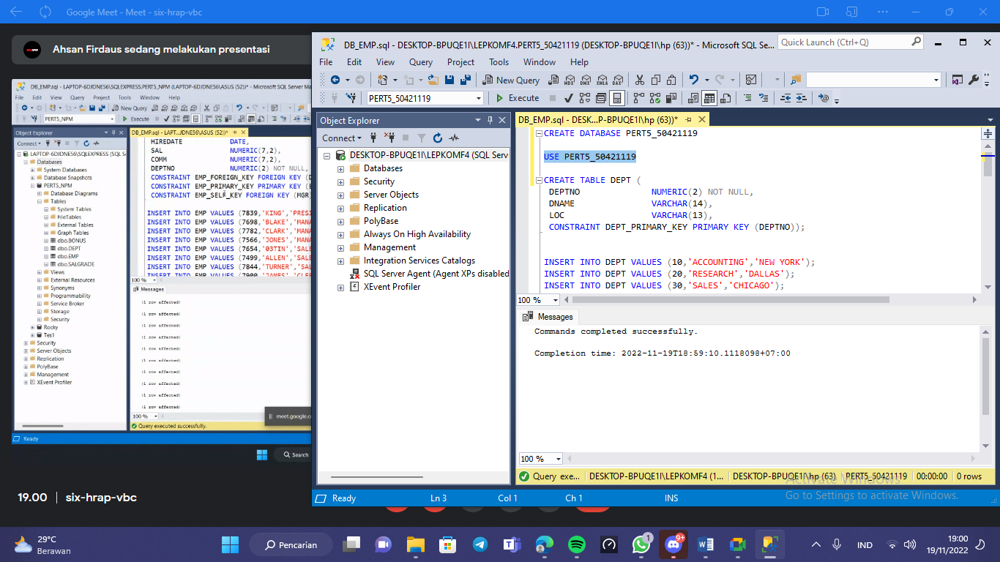 Google Meet - Meet - six-hrap-vbc
Ahsan Firdaus sedang melakukan presentasi
DB_EMP.sql - LAPTOP-6DJDNE56\SQLEXPRESS.PERT5_NPM (LAPTOP-6DJDNE56\ASUS (52))* - Microsoft SQL Server Ma
File Edit View Query Project Tools Window Help
New Query
PERT5_NPM Execute
Object Explorer
Connect
LAPTOP-6DJDNE56\SQLEXPRESS (SQL S
Databases
System Databases
Database Snapshots
PERT5_NPM
Database Diagrams
Tables
System Tables
FileTables
External Tables
Graph Tables
dbo.BONUS
dbo.DEPT
dbo.EMP
dbo.SALGRADE
Views
External Resources
Synonyms
Programmability
Service Broker
Storage
Security
Rocky
Tes1
Security
Server Objects
Replication
PolyBase
Management
XEvent Profiler
DB_EMP.sql - LAPT...JDNE56\ASUS (52))*
HIREDATE DATE,
SAL NUMERIC(7,2),
COMM NUMERIC(7,2),
DEPTNO NUMERIC(2) NOT NULL,
CONSTRAINT EMP_FOREIGN_KEY FOREIGN KEY (D
CONSTRAINT EMP_PRIMARY_KEY PRIMARY KEY (E
CONSTRAINT EMP_SELF_KEY FOREIGN KEY (MGR)
INSERT INTO EMP VALUES (7839,'KING','PRESI
INSERT INTO EMP VALUES (7698,'BLAKE','MANA
INSERT INTO EMP VALUES (7782,'CLARK','MANA
INSERT INTO EMP VALUES (7566,'JONES','MANA
INSERT INTO EMP VALUES (7654,'03TIN','SALE
INSERT INTO EMP VALUES (7499,'ALLEN','SALE
INSERT INTO EMP VALUES (7844,'TURNER','SAL
INSERT INTO EMP VALUES (7900,'JAMES','CLER
100 %
Messages
(1 row affected)
(1 row affected)
(1 row affected)
(1 row affected)
(1 row affected)
(1 row affected)
(1 row affected)
(1 row affected)
(1 row affected)
(1 row affected)
100 %
meet.google.c
Query executed successfully.
Ready
Search
19.00 | six-hrap-vbc
DB_EMP.sql - DESKTOP-BPUQE1I\LEPKOMF4.PERT5_50421119 (DESKTOP-BPUQE1I\hp (63))* - Microsoft SQL Se...
Quick Launch (Ctrl+Q)
File Edit View Query Project Tools Window Help
New Query
PERT5_50421119 Execute
Object Explorer
Connect
DESKTOP-BPUQE1I\LEPKOMF4 (SQL Serv
Databases
Security
Server Objects
Replication
PolyBase
Always On High Availability
Management
Integration Services Catalogs
SQL Server Agent (Agent XPs disabled
XEvent Profiler
DB_EMP.sql - DESK...P-BPUQE1I\hp (63))*
CREATE DATABASE PERT5_50421119
USE PERT5_50421119
CREATE TABLE DEPT (
DEPTNO NUMERIC(2) NOT NULL,
DNAME VARCHAR(14),
LOC VARCHAR(13),
CONSTRAINT DEPT_PRIMARY_KEY PRIMARY KEY (DEPTNO));
INSERT INTO DEPT VALUES (10,'ACCOUNTING','NEW YORK');
INSERT INTO DEPT VALUES (20,'RESEARCH','DALLAS');
INSERT INTO DEPT VALUES (30,'SALES','CHICAGO');
100 %
Messages
Commands completed successfully.
Completion time: 2022-11-19T18:59:10.1118098+07:00
100 %
Query exe... DESKTOP-BPUQE1I\LEPKOMF4 (1... DESKTOP-BPUQE1I\hp (63) PERT5_50421119 00:00:00 0 rows
Activate Windows
Go to Settings to activate Windows.
Ready Ln 3 Col 1 Ch 1 INS
29°C
Berawan
Pencarian
1
9+
IND
19:00
19/11/2022